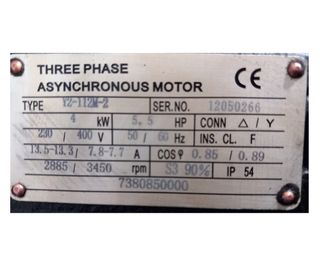 THREE PHASE
ASYNCHRONOUS MOTOR CE
TYPE Y2-112M-2 SER.NO. 12050266
4 kW 5.5 HP CONN △ / Y
230 / 400 V 50 / 60 Hz INS. CL. F
13.5-13.3/ 7.8-7.7 A COSφ 0.85 / 0.89
2885 / 3450 rpm S3 90% IP 54
7380850000